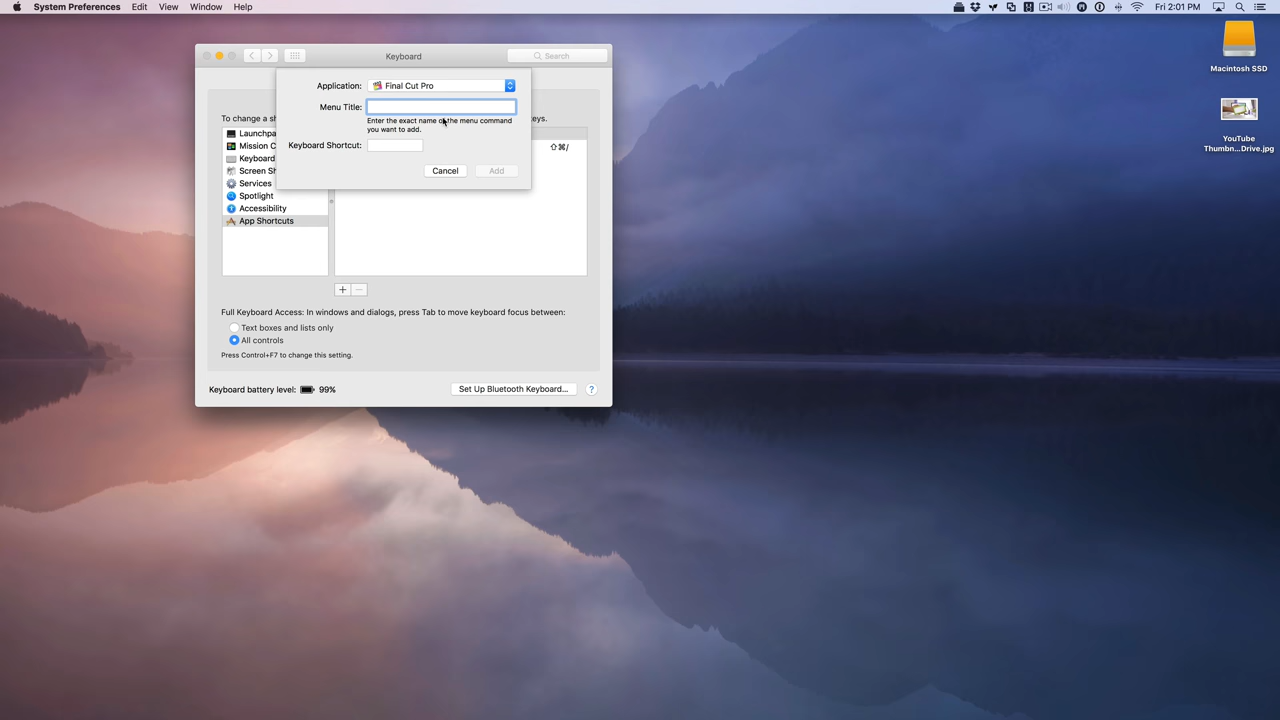 System Preferences Edit View Window Help
Fri 2:01 PM
Keyboard
Search
Application: Final Cut Pro
Menu Title:
Enter the exact name of the menu command
you want to add.
Keyboard Shortcut:
Cancel Add
To change a sh
eys.
Launchpa
Mission C
Keyboard
Screen Sh
Services
Spotlight
Accessibility
App Shortcuts
⇧⌘/
+ −
Full Keyboard Access: In windows and dialogs, press Tab to move keyboard focus between:
Text boxes and lists only
All controls
Press Control+F7 to change this setting.
Keyboard battery level: 99%
Set Up Bluetooth Keyboard...
?
Macintosh SSD
YouTube
Thumbn...Drive.jpg